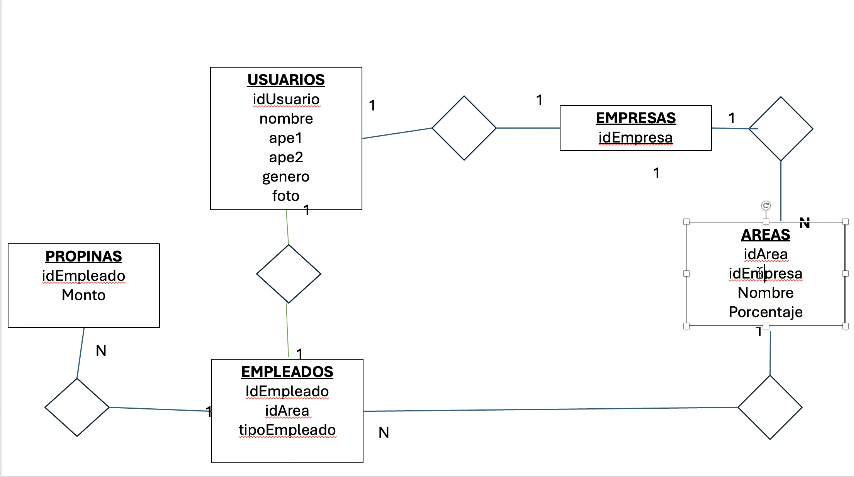 USUARIOS
idUsuario
nombre
ape1
ape2
genero
foto
1
1
EMPRESAS
idEmpresa
1
1
N
AREAS
idArea
idEmpresa
Nombre
Porcentaje
1
1
PROPINAS
idEmpleado
Monto
N
1
1
EMPLEADOS
IdEmpleado
idArea
tipoEmpleado
N